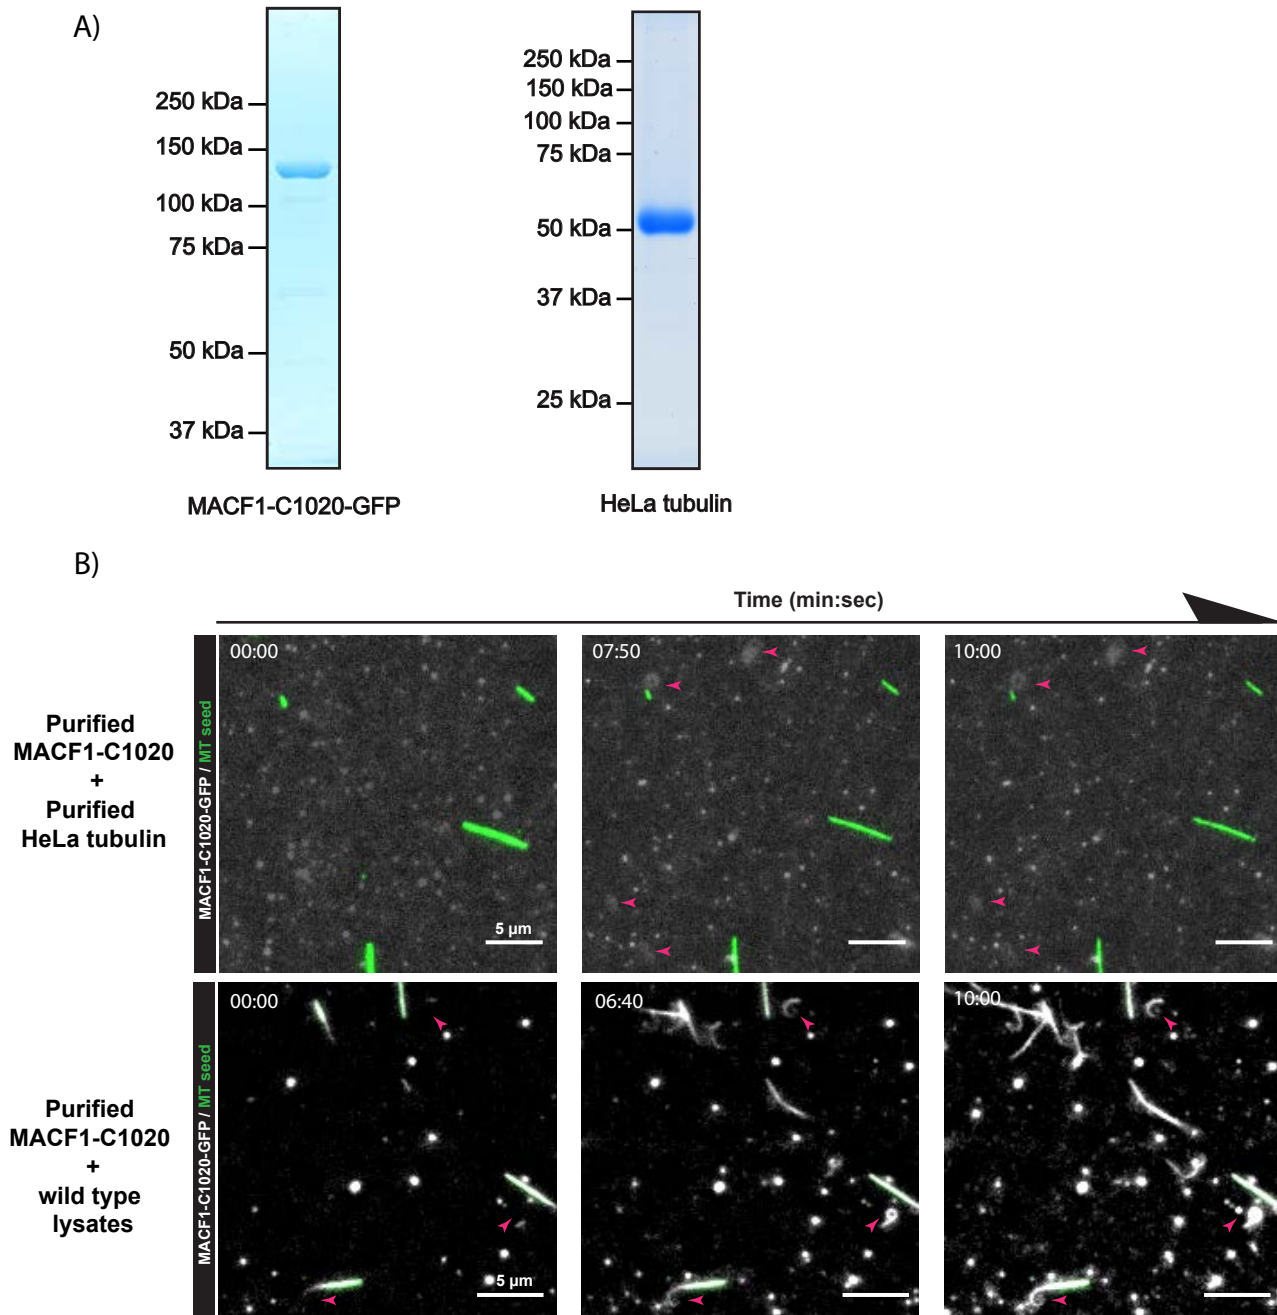 A)
250 kDa
150 kDa
100 kDa
75 kDa
50 kDa
37 kDa
MACF1-C1020-GFP
250 kDa
150 kDa
100 kDa
75 kDa
50 kDa
37 kDa
25 kDa
HeLa tubulin
B)
Time (min:sec)
Purified
MACF1-C1020
+
Purified
HeLa tubulin
MACF1-C1020-GFP / MT seed
00:00
5 µm
07:50
10:00
Purified
MACF1-C1020
+
wild type
lysates
MACF1-C1020-GFP / MT seed
00:00
5 µm
06:40
10:00